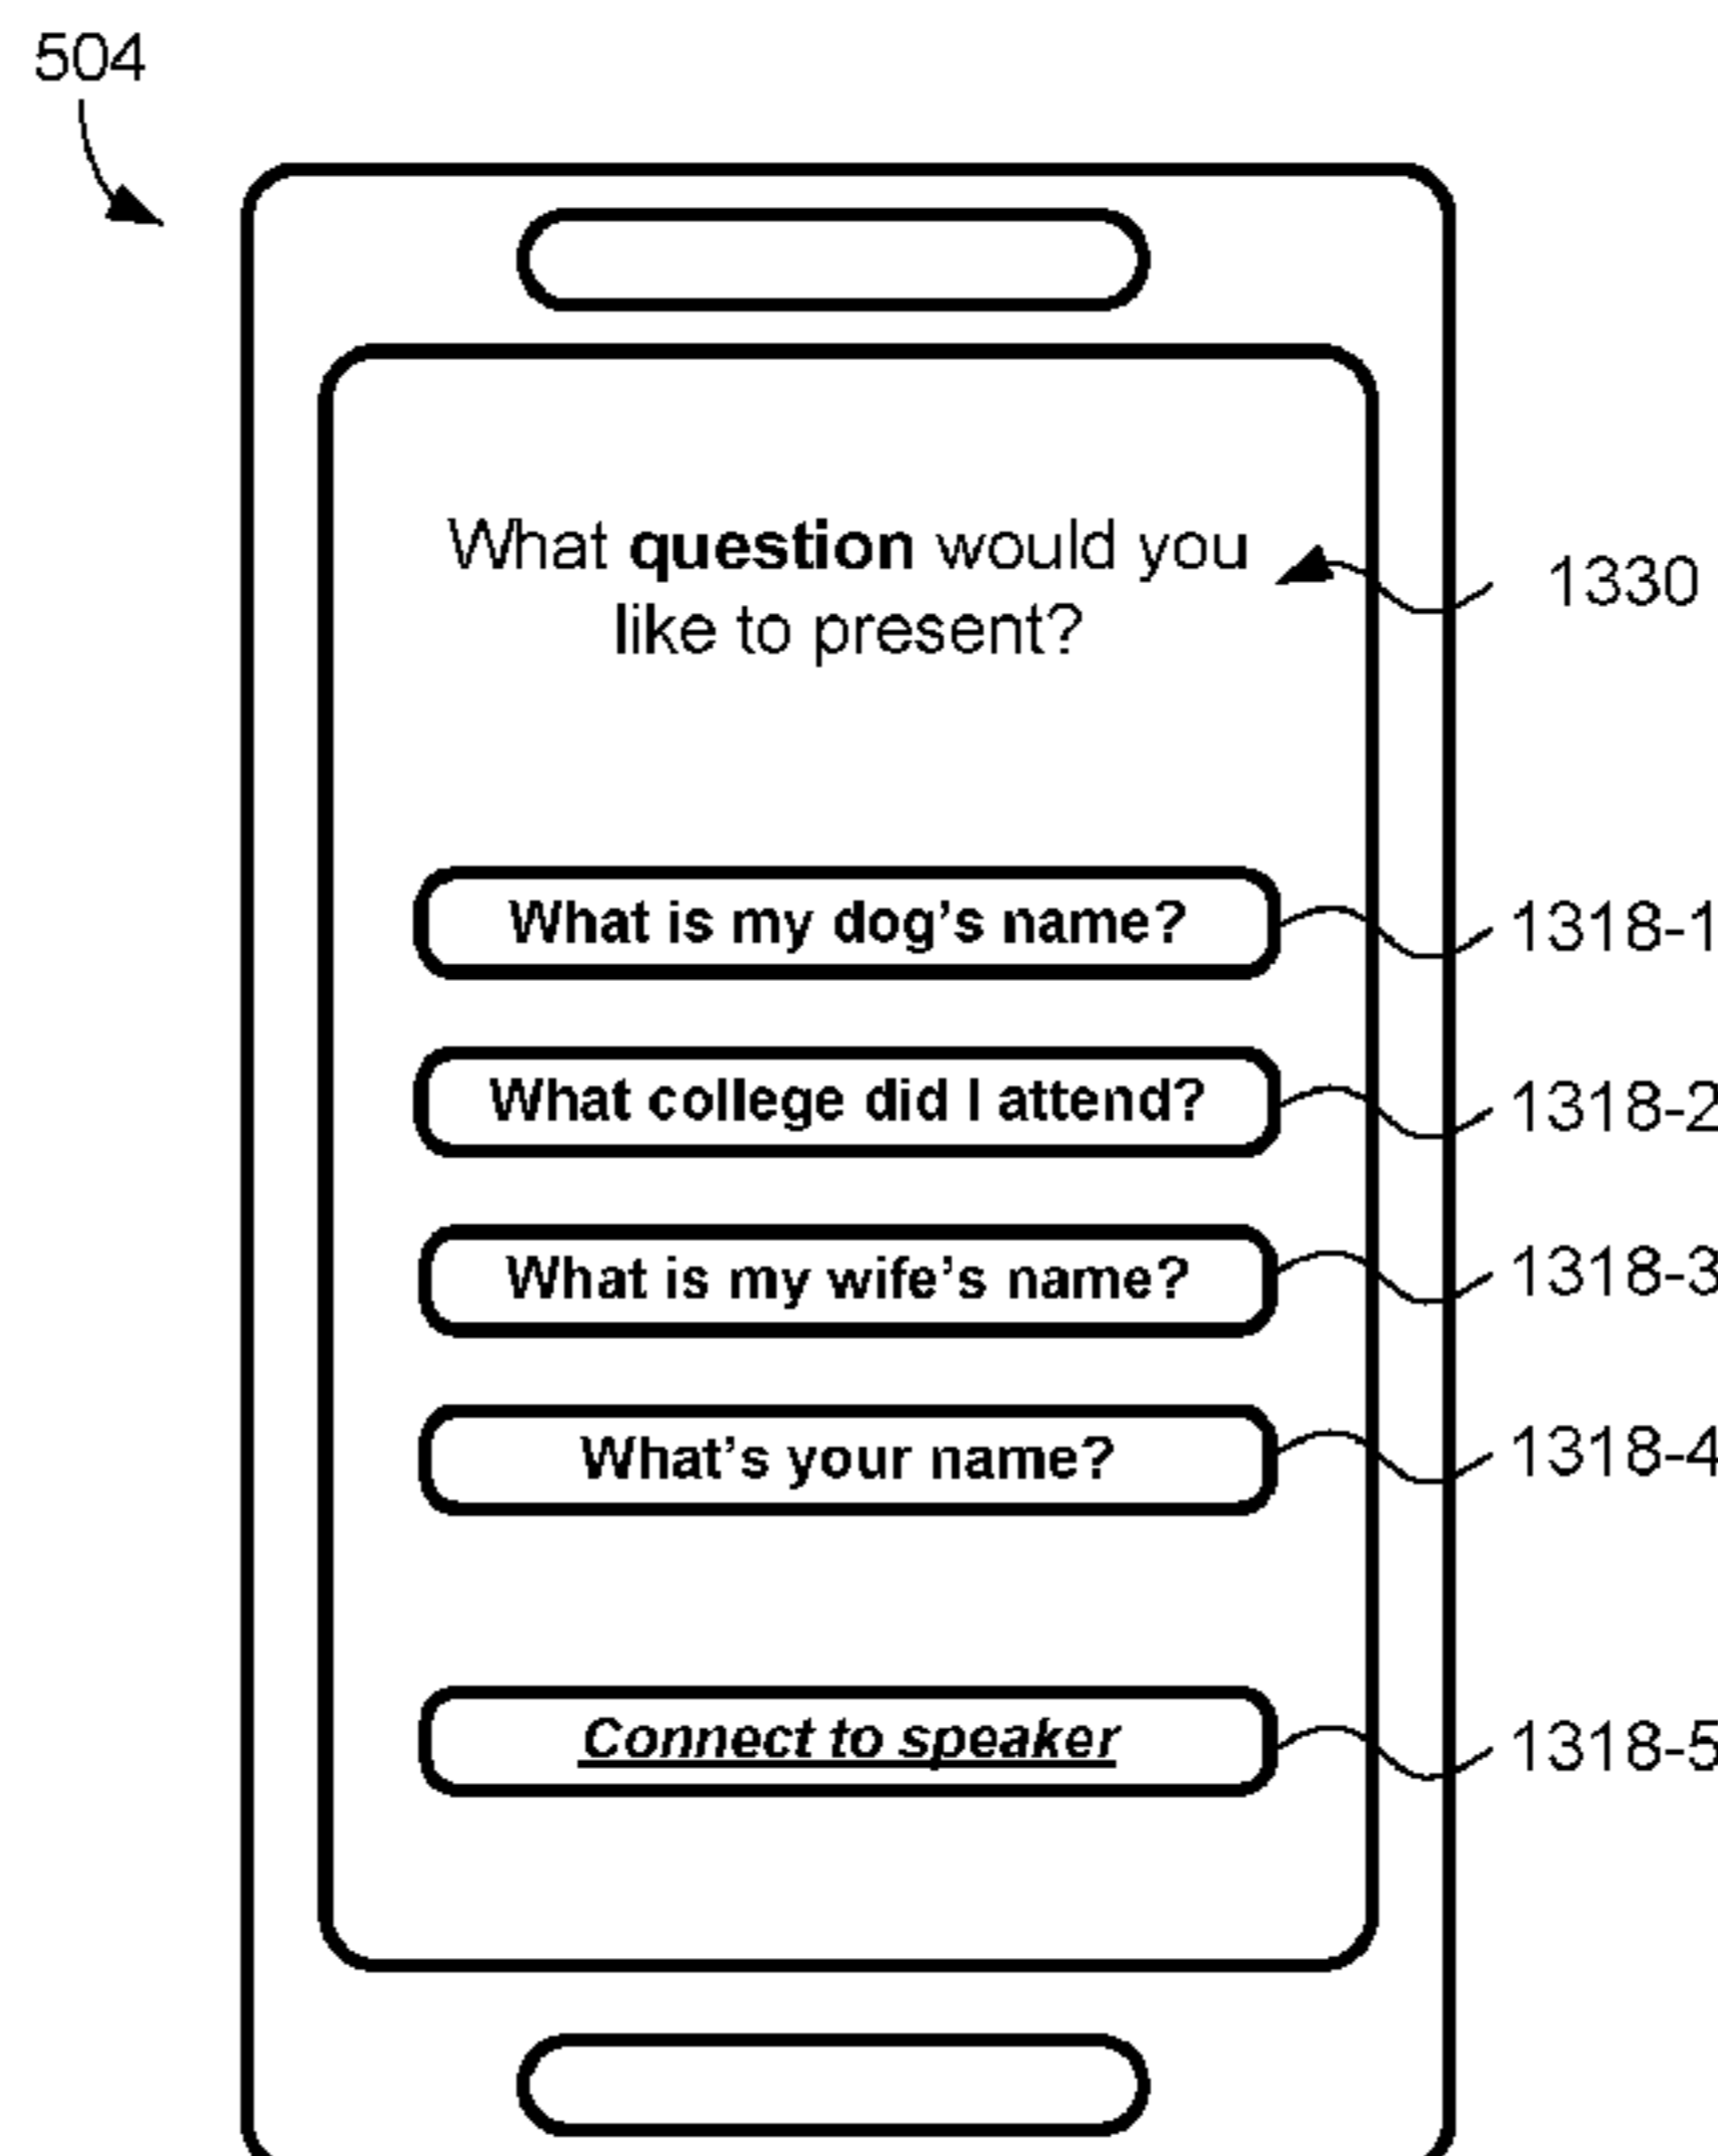 504
What question would you
like to present?
1330
What is my dog’s name?
1318-1
What college did I attend?
1318-2
What is my wife’s name?
1318-3
What’s your name?
1318-4
Connect to speaker
1318-5